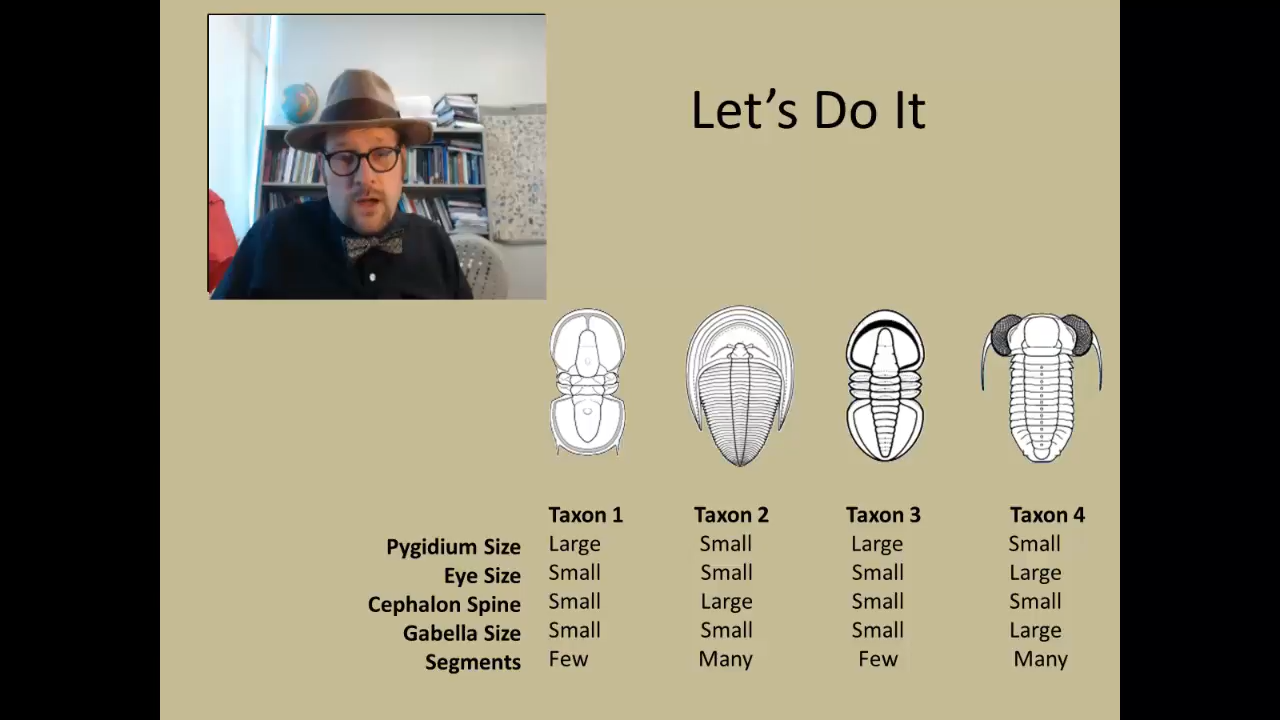 Let's Do It
Taxon 1 Taxon 2 Taxon 3 Taxon 4
Pygidium Size Large Small Large Small
Eye Size Small Small Small Large
Cephalon Spine Small Large Small Small
Gabella Size Small Small Small Large
Segments Few Many Few Many